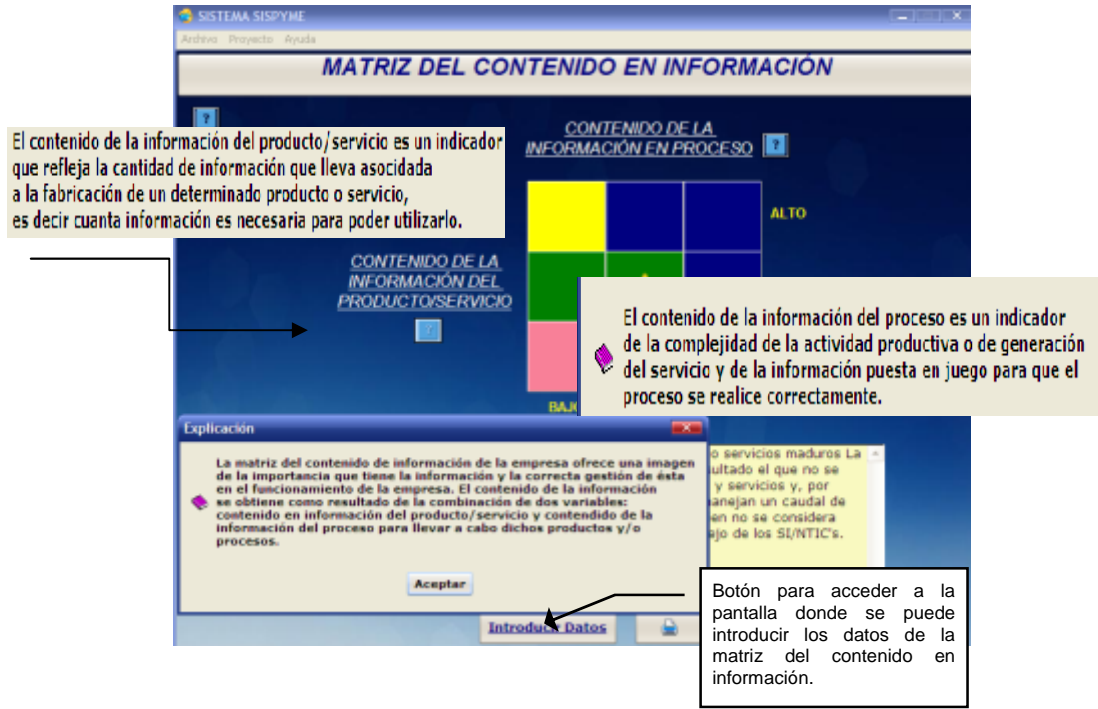 SISTEMA SISPYME
Archivo Proyecto Ayuda
MATRIZ DEL CONTENIDO EN INFORMACIÓN
?
El contenido de la información del producto/servicio es un indicador
que refleja la cantidad de información que lleva asocidada
a la fabricación de un determinado producto o servicio,
es decir cuanta información es necesaria para poder utilizarlo.
CONTENIDO DE LA
INFORMACIÓN EN PROCESO
?
ALTO
CONTENIDO DE LA
INFORMACIÓN DEL
PRODUCTO/SERVICIO
?
El contenido de la información del proceso es un indicador
de la complejidad de la actividad productiva o de generación
del servicio y de la información puesta en juego para que el
proceso se realice correctamente.
BAJ
Explicación
La matriz del contenido de información de la empresa ofrece una imagen
de la importancia que tiene la información y la correcta gestión de ésta
en el funcionamiento de la empresa. El contenido de la información
se obtiene como resultado de la combinación de dos variables:
contenido en información del producto/servicio y contendido de la
información del proceso para llevar a cabo dichos productos y/o
procesos.
Aceptar
o servicios maduros La
ultado el que no se
y servicios y, por
anejan un caudal de
en no se considera
ajo de los SI/NTIC's.
Introducir Datos
Botón para acceder a la
pantalla donde se puede
introducir los datos de la
matriz del contenido en
información.